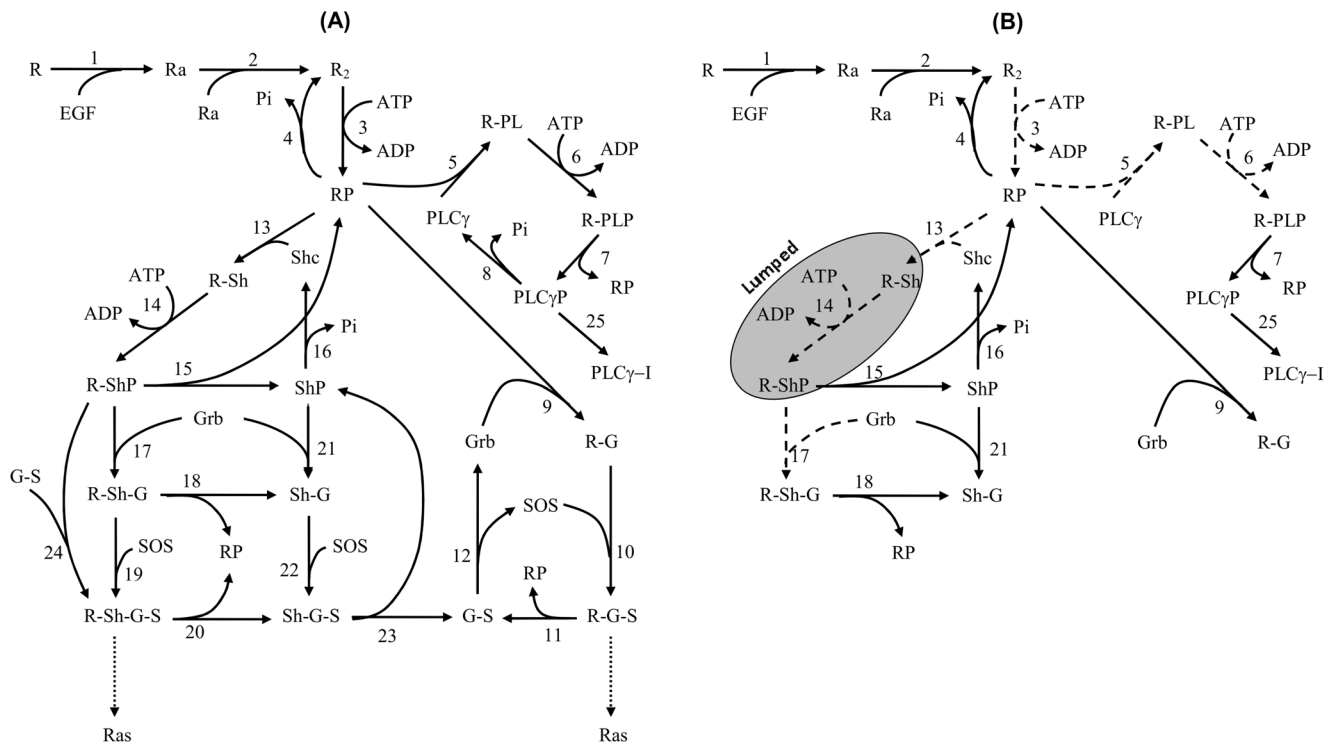 (A)
R
1
Ra
2
R₂
EGF
Ra
Pi
4
ATP
3
ADP
RP
5
R-PL
ATP
6
ADP
PLCγ
R-PLP
Pi
8
7
RP
PLCγP
25
PLCγ–I
13
Shc
R-Sh
ATP
14
ADP
Pi
16
R-ShP
15
ShP
9
Grb
17
21
Grb
R-G
G-S
R-Sh-G
18
Sh-G
SOS
24
19
SOS
RP
22
SOS
12
10
RP
R-Sh-G-S
20
Sh-G-S
23
G-S
11
R-G-S
Ras
Ras
(B)
R
1
Ra
2
R₂
EGF
Ra
Pi
4
ATP
3
ADP
RP
5
R-PL
ATP
6
ADP
PLCγ
R-PLP
7
RP
PLCγP
25
PLCγ–I
13
Shc
Lumped
R-Sh
ATP
14
ADP
Pi
16
R-ShP
15
ShP
9
Grb
17
21
Grb
R-G
R-Sh-G
18
Sh-G
RP